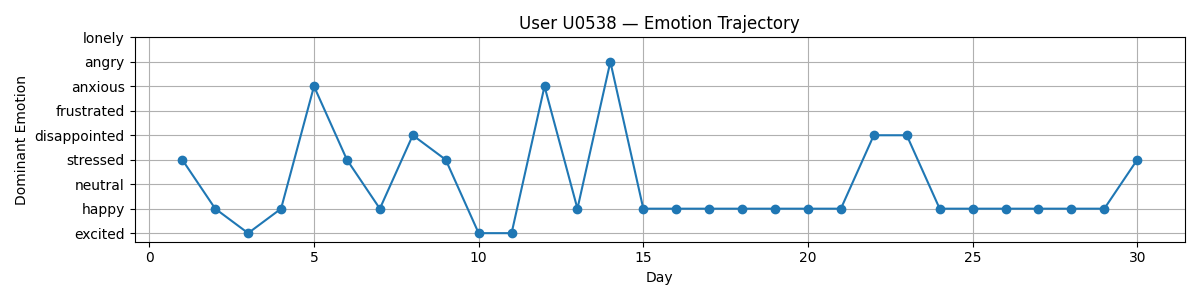 User U0538 — Emotion Trajectory
lonely
angry
anxious
frustrated
disappointed
stressed
neutral
happy
excited
Dominant Emotion
0 5 10 15 20 25 30
Day